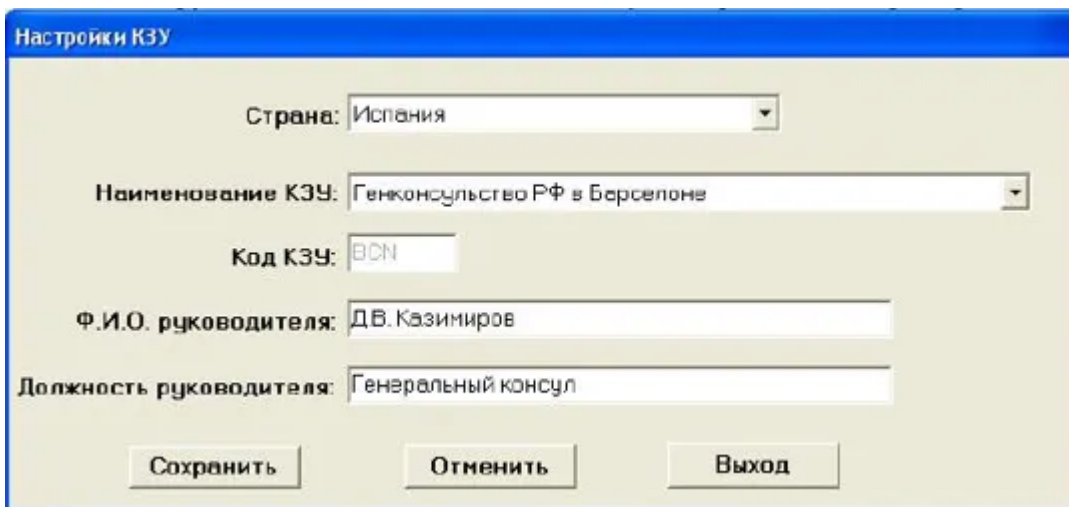 Настройки КЗУ
Страна: Испания
Наименование КЗУ: Генконсульство РФ в Барселоне
Код КЗУ: BCN
Ф.И.О. руководителя: Д.В. Казимиров
Должность руководителя: Генеральный консул
Сохранить Отменить Выход